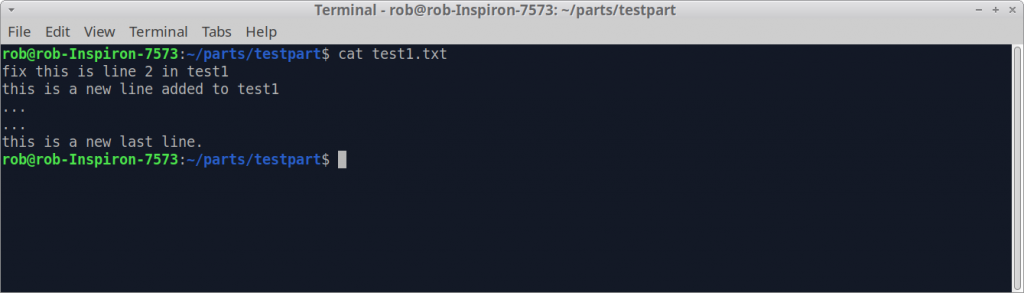 Terminal - rob@rob-Inspiron-7573: ~/parts/testpart
File Edit View Terminal Tabs Help
rob@rob-Inspiron-7573:~/parts/testpart$ cat test1.txt
fix this is line 2 in test1
this is a new line added to test1
...
...
this is a new last line.
rob@rob-Inspiron-7573:~/parts/testpart$